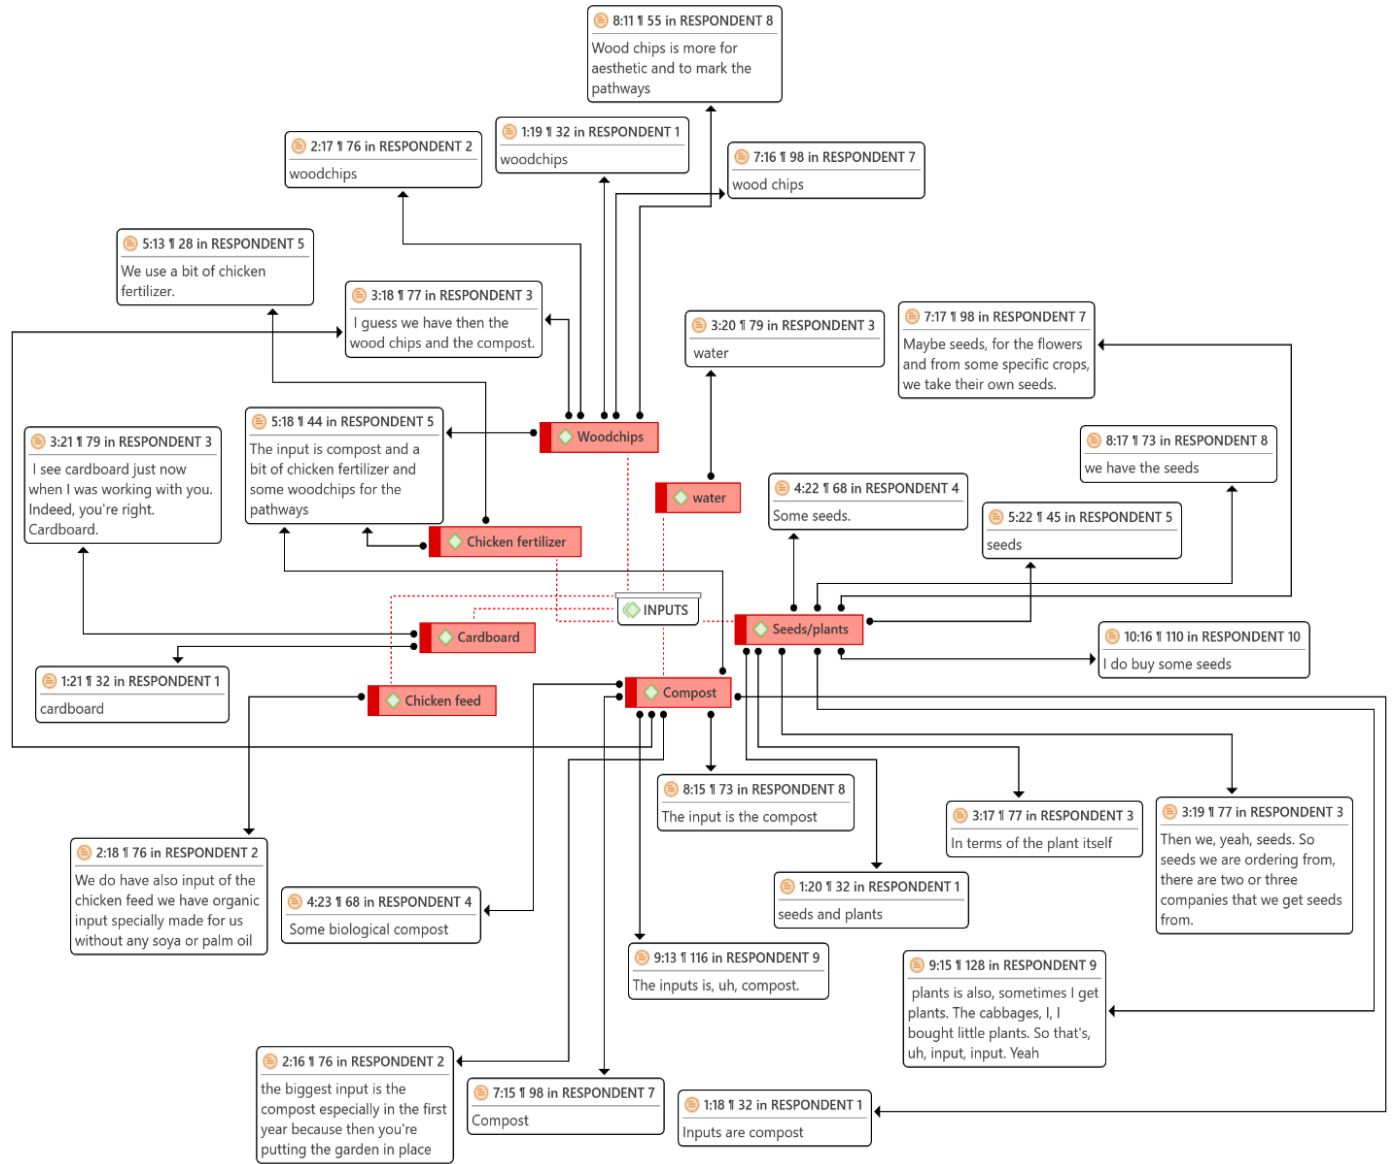 8:11 ¶ 55 in RESPONDENT 8
Wood chips is more for
aesthetic and to mark the
pathways
1:19 ¶ 32 in RESPONDENT 1
woodchips
2:17 ¶ 76 in RESPONDENT 2
woodchips
7:16 ¶ 98 in RESPONDENT 7
wood chips
5:13 ¶ 28 in RESPONDENT 5
We use a bit of chicken
fertilizer.
3:18 ¶ 77 in RESPONDENT 3
I guess we have then the
wood chips and the compost.
3:20 ¶ 79 in RESPONDENT 3
water
7:17 ¶ 98 in RESPONDENT 7
Maybe seeds, for the flowers
and from some specific crops,
we take their own seeds.
5:18 ¶ 44 in RESPONDENT 5
The input is compost and a
bit of chicken fertilizer and
some woodchips for the
pathways
3:21 ¶ 79 in RESPONDENT 3
I see cardboard just now
when I was working with you.
Indeed, you're right.
Cardboard.
Woodchips
8:17 ¶ 73 in RESPONDENT 8
we have the seeds
water
4:22 ¶ 68 in RESPONDENT 4
Some seeds.
5:22 ¶ 45 in RESPONDENT 5
seeds
Chicken fertilizer
INPUTS
Seeds/plants
Cardboard
10:16 ¶ 110 in RESPONDENT 10
I do buy some seeds
1:21 ¶ 32 in RESPONDENT 1
cardboard
Chicken feed
Compost
8:15 ¶ 73 in RESPONDENT 8
The input is the compost
3:17 ¶ 77 in RESPONDENT 3
In terms of the plant itself
3:19 ¶ 77 in RESPONDENT 3
Then we, yeah, seeds. So
seeds we are ordering from,
there are two or three
companies that we get seeds
from.
2:18 ¶ 76 in RESPONDENT 2
We do have also input of the
chicken feed we have organic
input specially made for us
without any soya or palm oil
1:20 ¶ 32 in RESPONDENT 1
seeds and plants
4:23 ¶ 68 in RESPONDENT 4
Some biological compost
9:13 ¶ 116 in RESPONDENT 9
The inputs is, uh, compost.
9:15 ¶ 128 in RESPONDENT 9
plants is also, sometimes I get
plants. The cabbages, I, I
bought little plants. So that's,
uh, input, input. Yeah
2:16 ¶ 76 in RESPONDENT 2
the biggest input is the
compost especially in the first
year because then you're
putting the garden in place
7:15 ¶ 98 in RESPONDENT 7
Compost
1:18 ¶ 32 in RESPONDENT 1
Inputs are compost